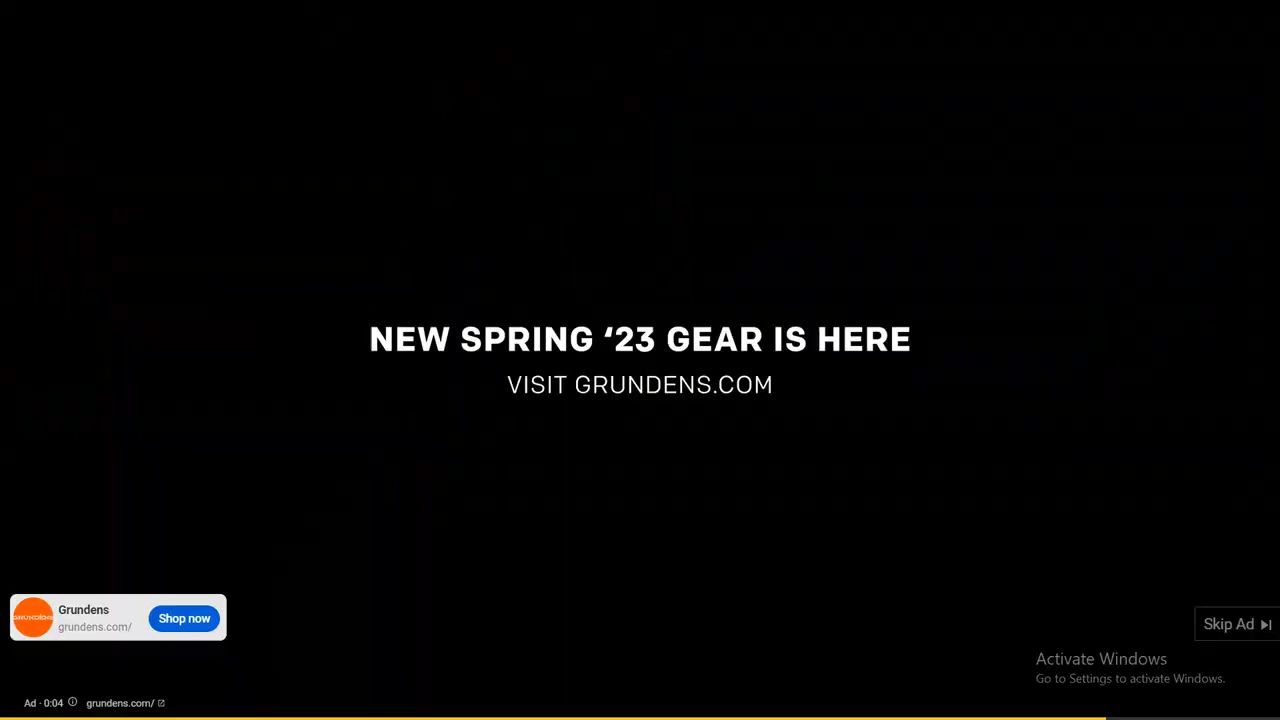 NEW SPRING ‘23 GEAR IS HERE
VISIT GRUNDENS.COM
GRUNDÉNS
Grundens
grundens.com/
Shop now
Skip Ad
Activate Windows
Go to Settings to activate Windows.
Ad · 0:04
grundens.com/